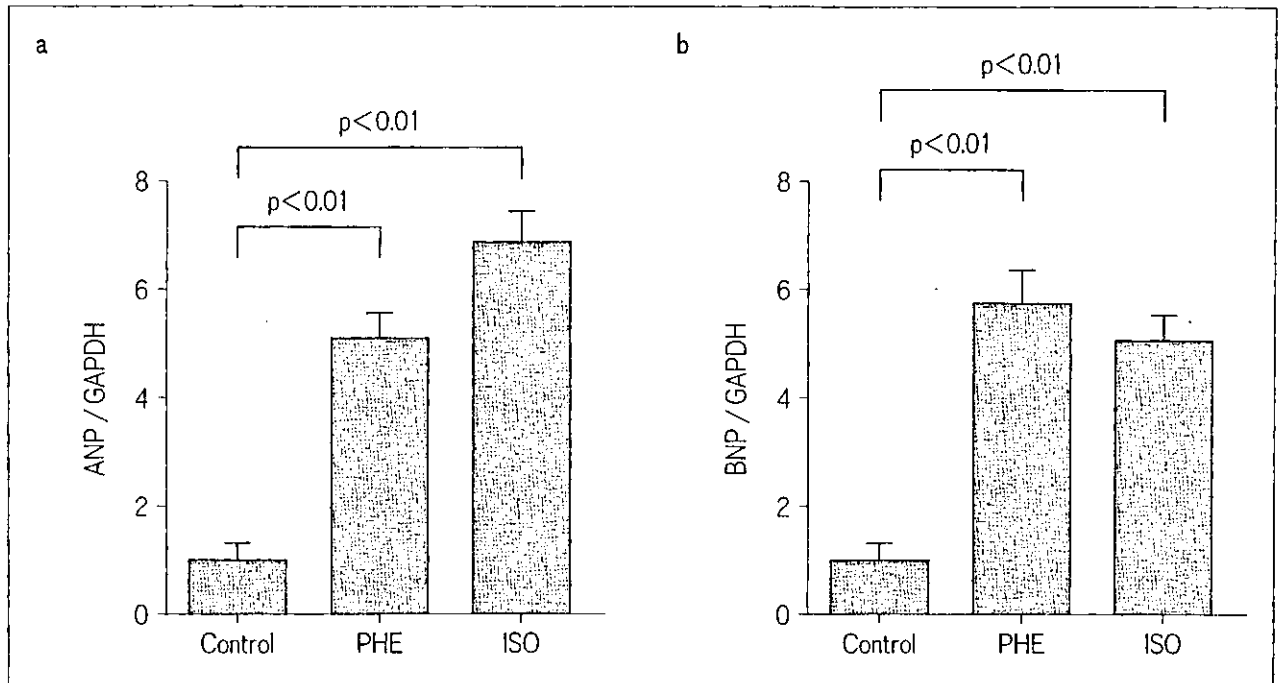 a
p<0.01
p<0.01
8
6
4
2
0
ANP / GAPDH
Control PHE ISO
b
p<0.01
p<0.01
8
6
4
2
0
BNP / GAPDH
Control PHE ISO